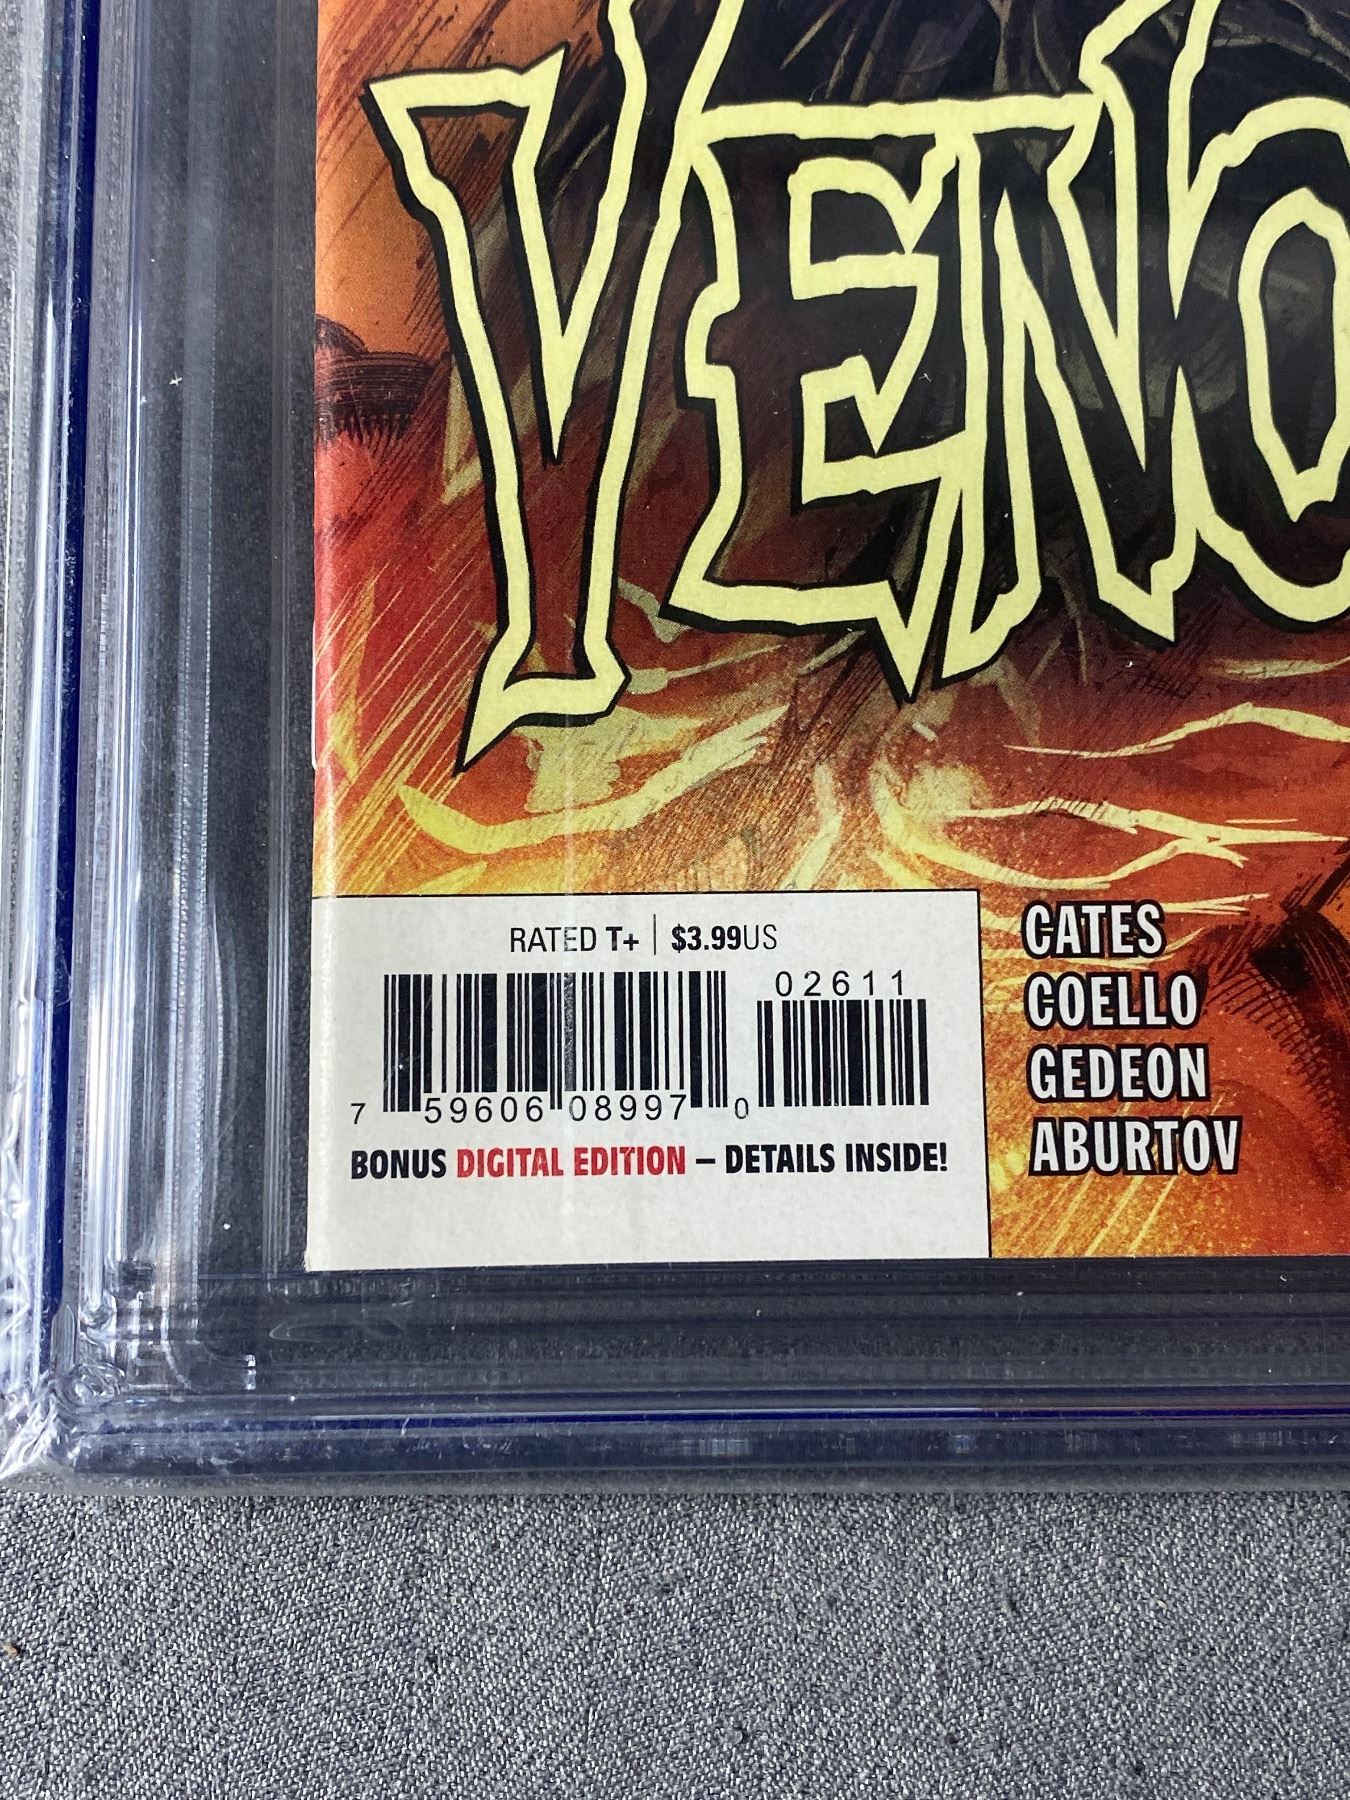 VENO
RATED T+ | $3.99US
02611
7 59606 08997 0
BONUS DIGITAL EDITION – DETAILS INSIDE!
CATES
COELLO
GEDEON
ABURTOV